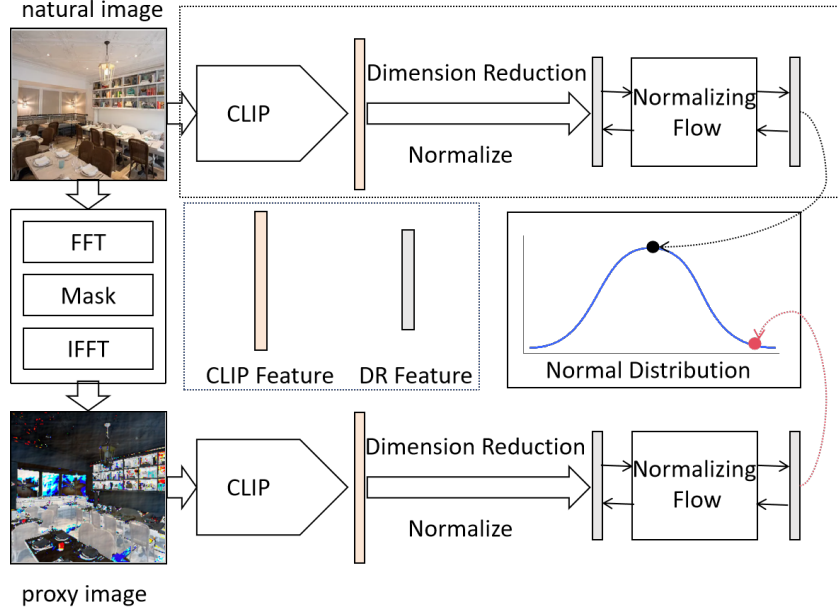 natural image
CLIP
Dimension Reduction
Normalize
Normalizing
Flow
FFT
Mask
IFFT
CLIP Feature
DR Feature
Normal Distribution
CLIP
Dimension Reduction
Normalize
Normalizing
Flow
proxy image